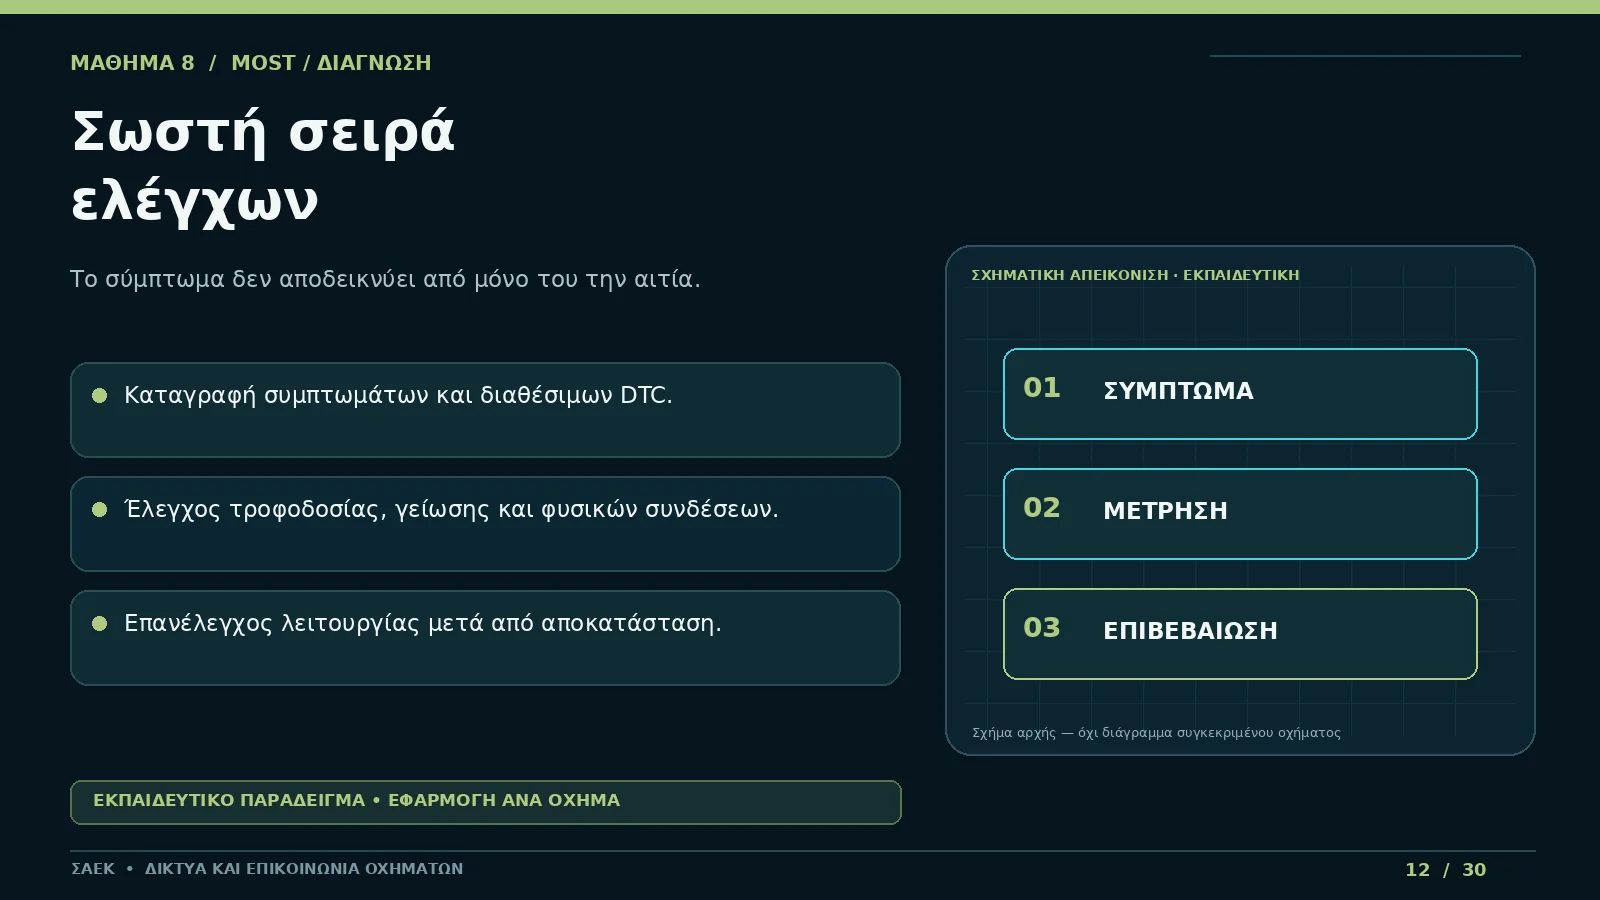 ΜΑΘΗΜΑ 8 / MOST / ΔΙΑΓΝΩΣΗ
Σωστή σειρά
ελέγχων
Το σύμπτωμα δεν αποδεικνύει από μόνο του την αιτία.
Καταγραφή συμπτωμάτων και διαθέσιμων DTC.
Έλεγχος τροφοδοσίας, γείωσης και φυσικών συνδέσεων.
Επανέλεγχος λειτουργίας μετά από αποκατάσταση.
ΕΚΠΑΙΔΕΥΤΙΚΟ ΠΑΡΑΔΕΙΓΜΑ • ΕΦΑΡΜΟΓΗ ΑΝΑ ΟΧΗΜΑ
ΣΧΗΜΑΤΙΚΗ ΑΠΕΙΚΟΝΙΣΗ · ΕΚΠΑΙΔΕΥΤΙΚΗ
01 ΣΥΜΠΤΩΜΑ
02 ΜΕΤΡΗΣΗ
03 ΕΠΙΒΕΒΑΙΩΣΗ
Σχήμα αρχής — όχι διάγραμμα συγκεκριμένου οχήματος
ΣΑΕΚ • ΔΙΚΤΥΑ ΚΑΙ ΕΠΙΚΟΙΝΩΝΙΑ ΟΧΗΜΑΤΩΝ
12 / 30